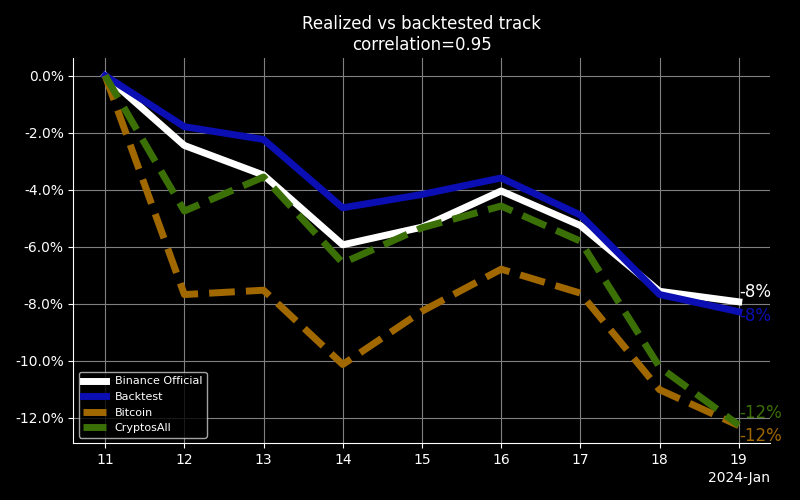 Realized vs backtested track
correlation=0.95
0.0%
-2.0%
-4.0%
-6.0%
-8.0%
-10.0%
-12.0%
-8%
-8%
-12%
-12%
Binance Official
Backtest
Bitcoin
CryptosAll
11 12 13 14 15 16 17 18 19
2024-Jan